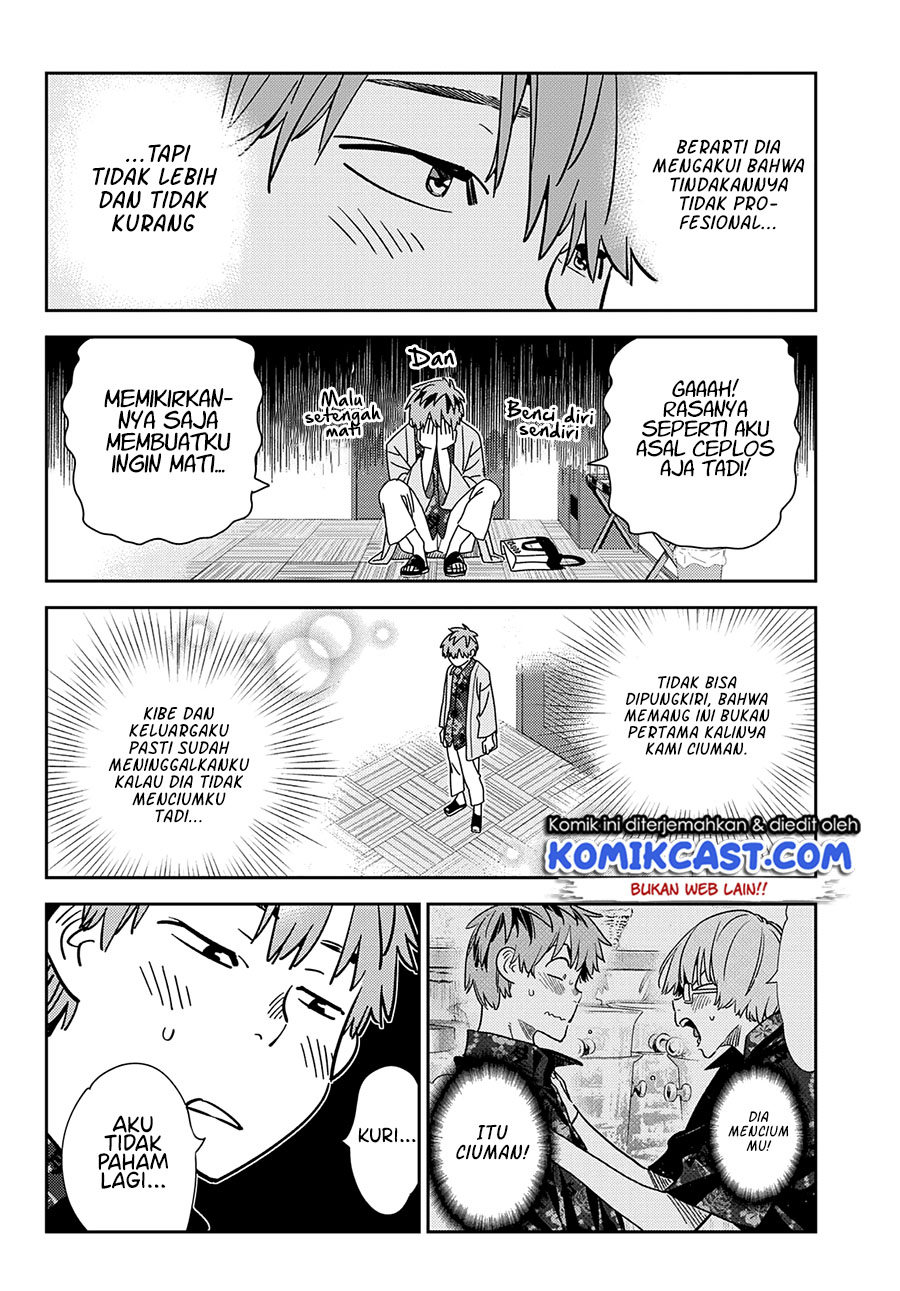 BERARTI DIA
MENGAKUI BAHWA
TINDAKANNYA
TIDAK PRO-
FESIONAL...
...TAPI
TIDAK LEBIH
DAN TIDAK
KURANG
GAAAH!
RASANYA
SEPERTI AKU
ASAL CEPLOS
AJA TADI!
Benci diri
sendiri
Dan
Malu
setengah
mati
MEMIKIRKAN-
NYA SAJA
MEMBUATKU
INGIN MATI...
TIDAK BISA
DIPUNGKIRI, BAHWA
MEMANG INI BUKAN
PERTAMA KALINYA
KAMI CIUMAN.
KIBE DAN
KELUARGAKU
PASTI SUDAH
MENINGGALKANKU
KALAU DIA TIDAK
MENCIUMKU
TADI...
Komik ini diterjemahkan & diedit oleh
KOMIKCAST.COM
BUKAN WEB LAIN!!
DIA
MENCIUM
MU!
ITU
CIUMAN!
KURI...
AKU
TIDAK
PAHAM
LAGI...